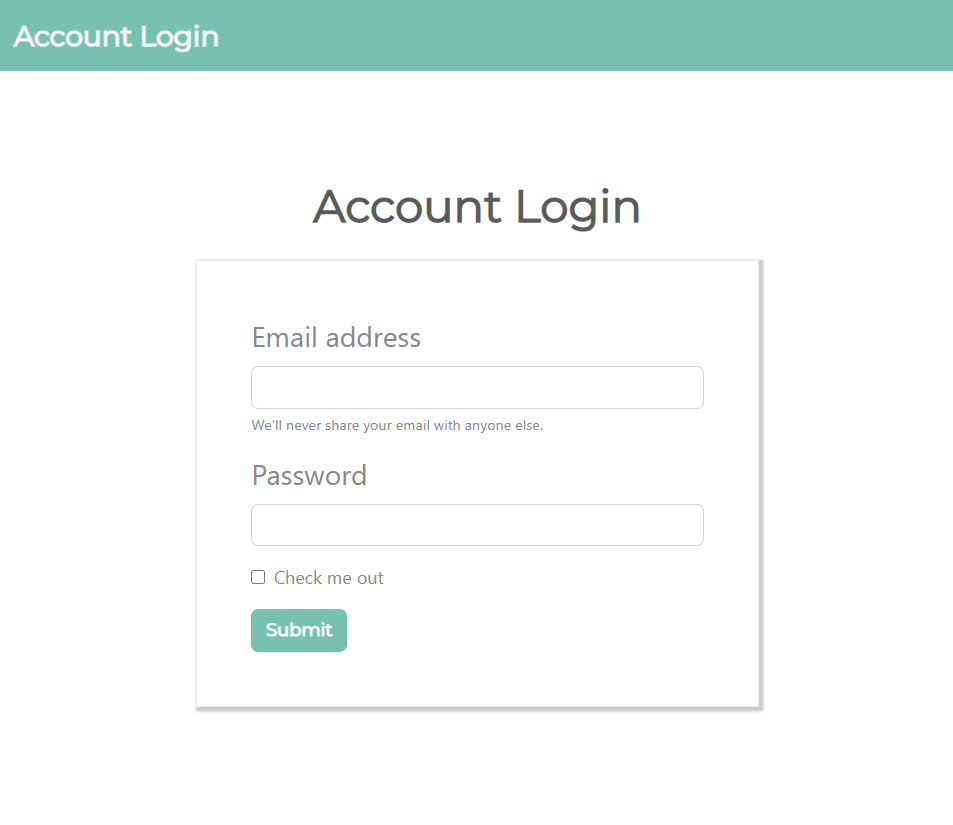 Account Login
Account Login
Email address
We'll never share your email with anyone else.
Password
Check me out
Submit